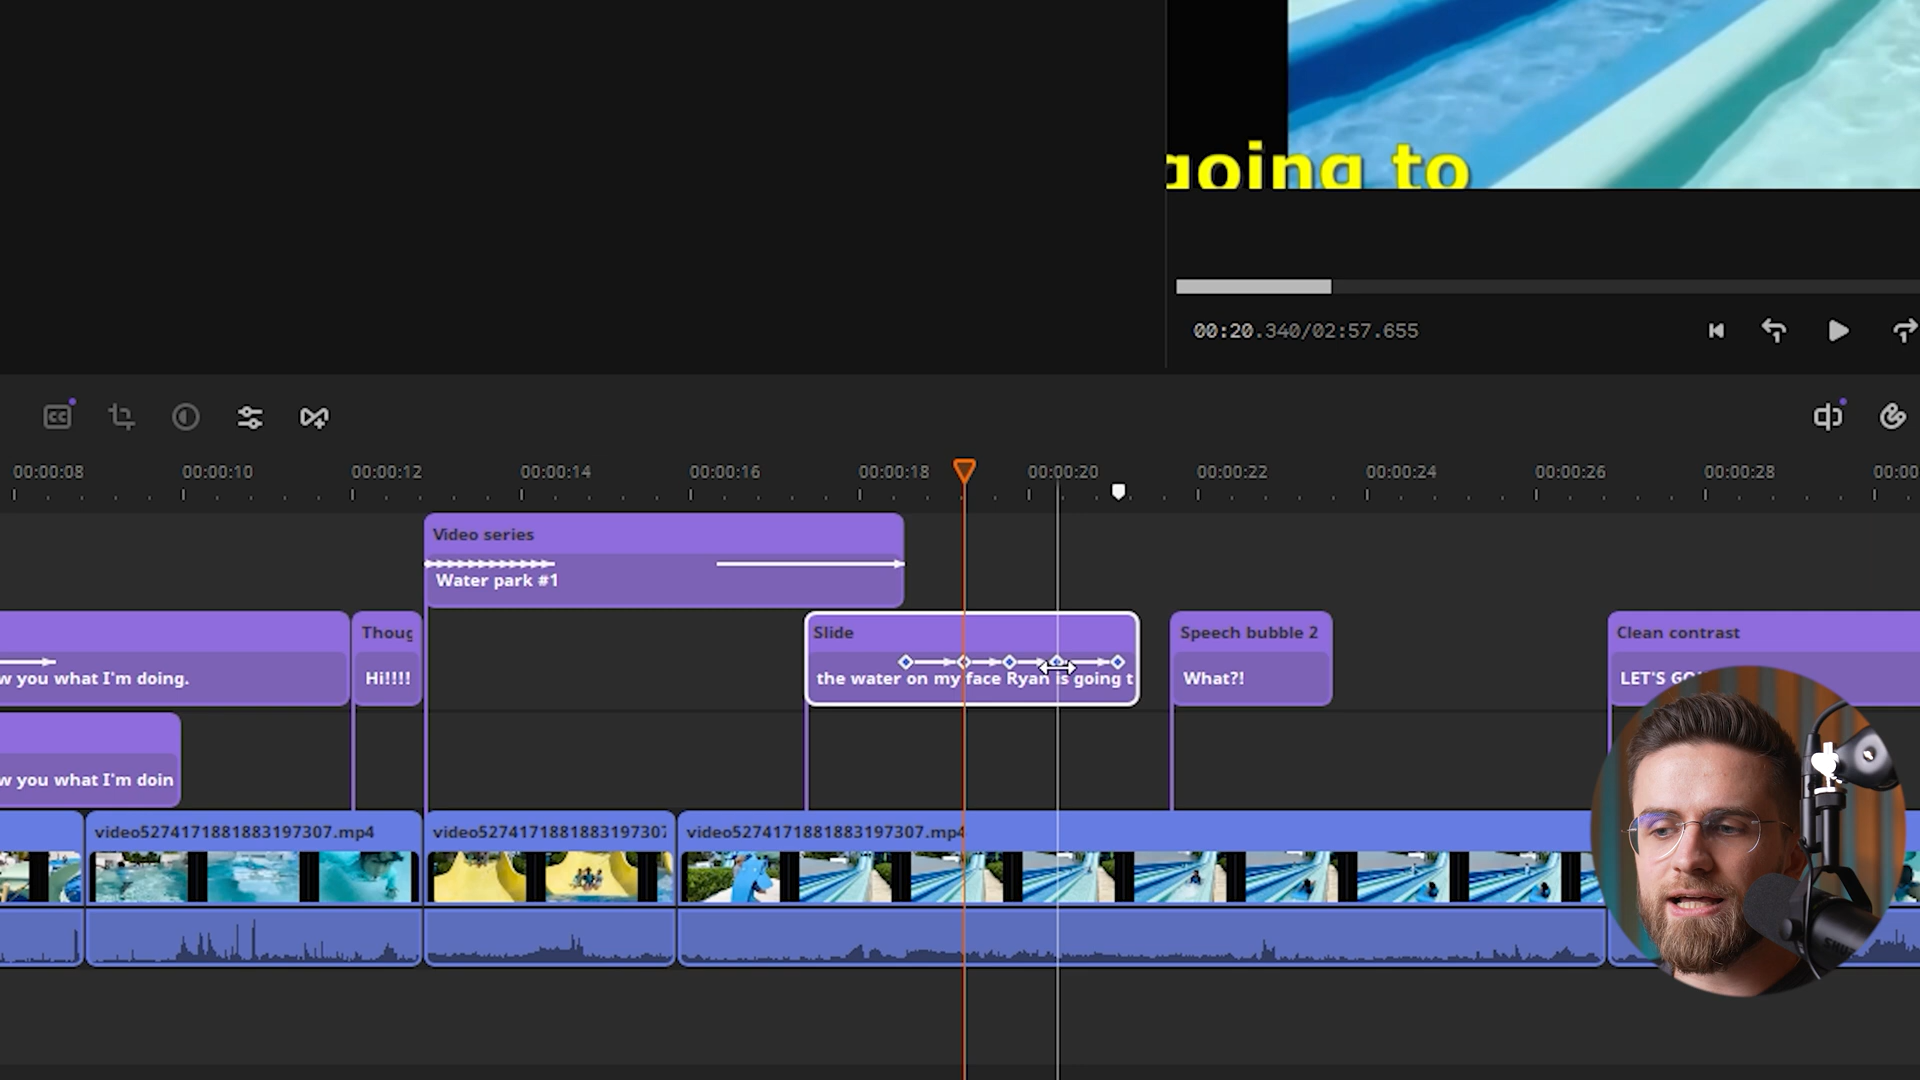 going to
00:20.340/02:57.655
CC
00:00:08 00:00:10 00:00:12 00:00:14 00:00:16 00:00:18 00:00:20 00:00:22 00:00:24 00:00:26 00:00:28 00:00
Video series
Water park #1
Thoug
Slide
Speech bubble 2
Clean contrast
w you what I'm doing.
Hi!!!!
the water on my face Ryan is going t
What?!
LET'S GO
w you what I'm doin
video5274171881883197307.mp4
video5274171881883197307
video5274171881883197307.mp4